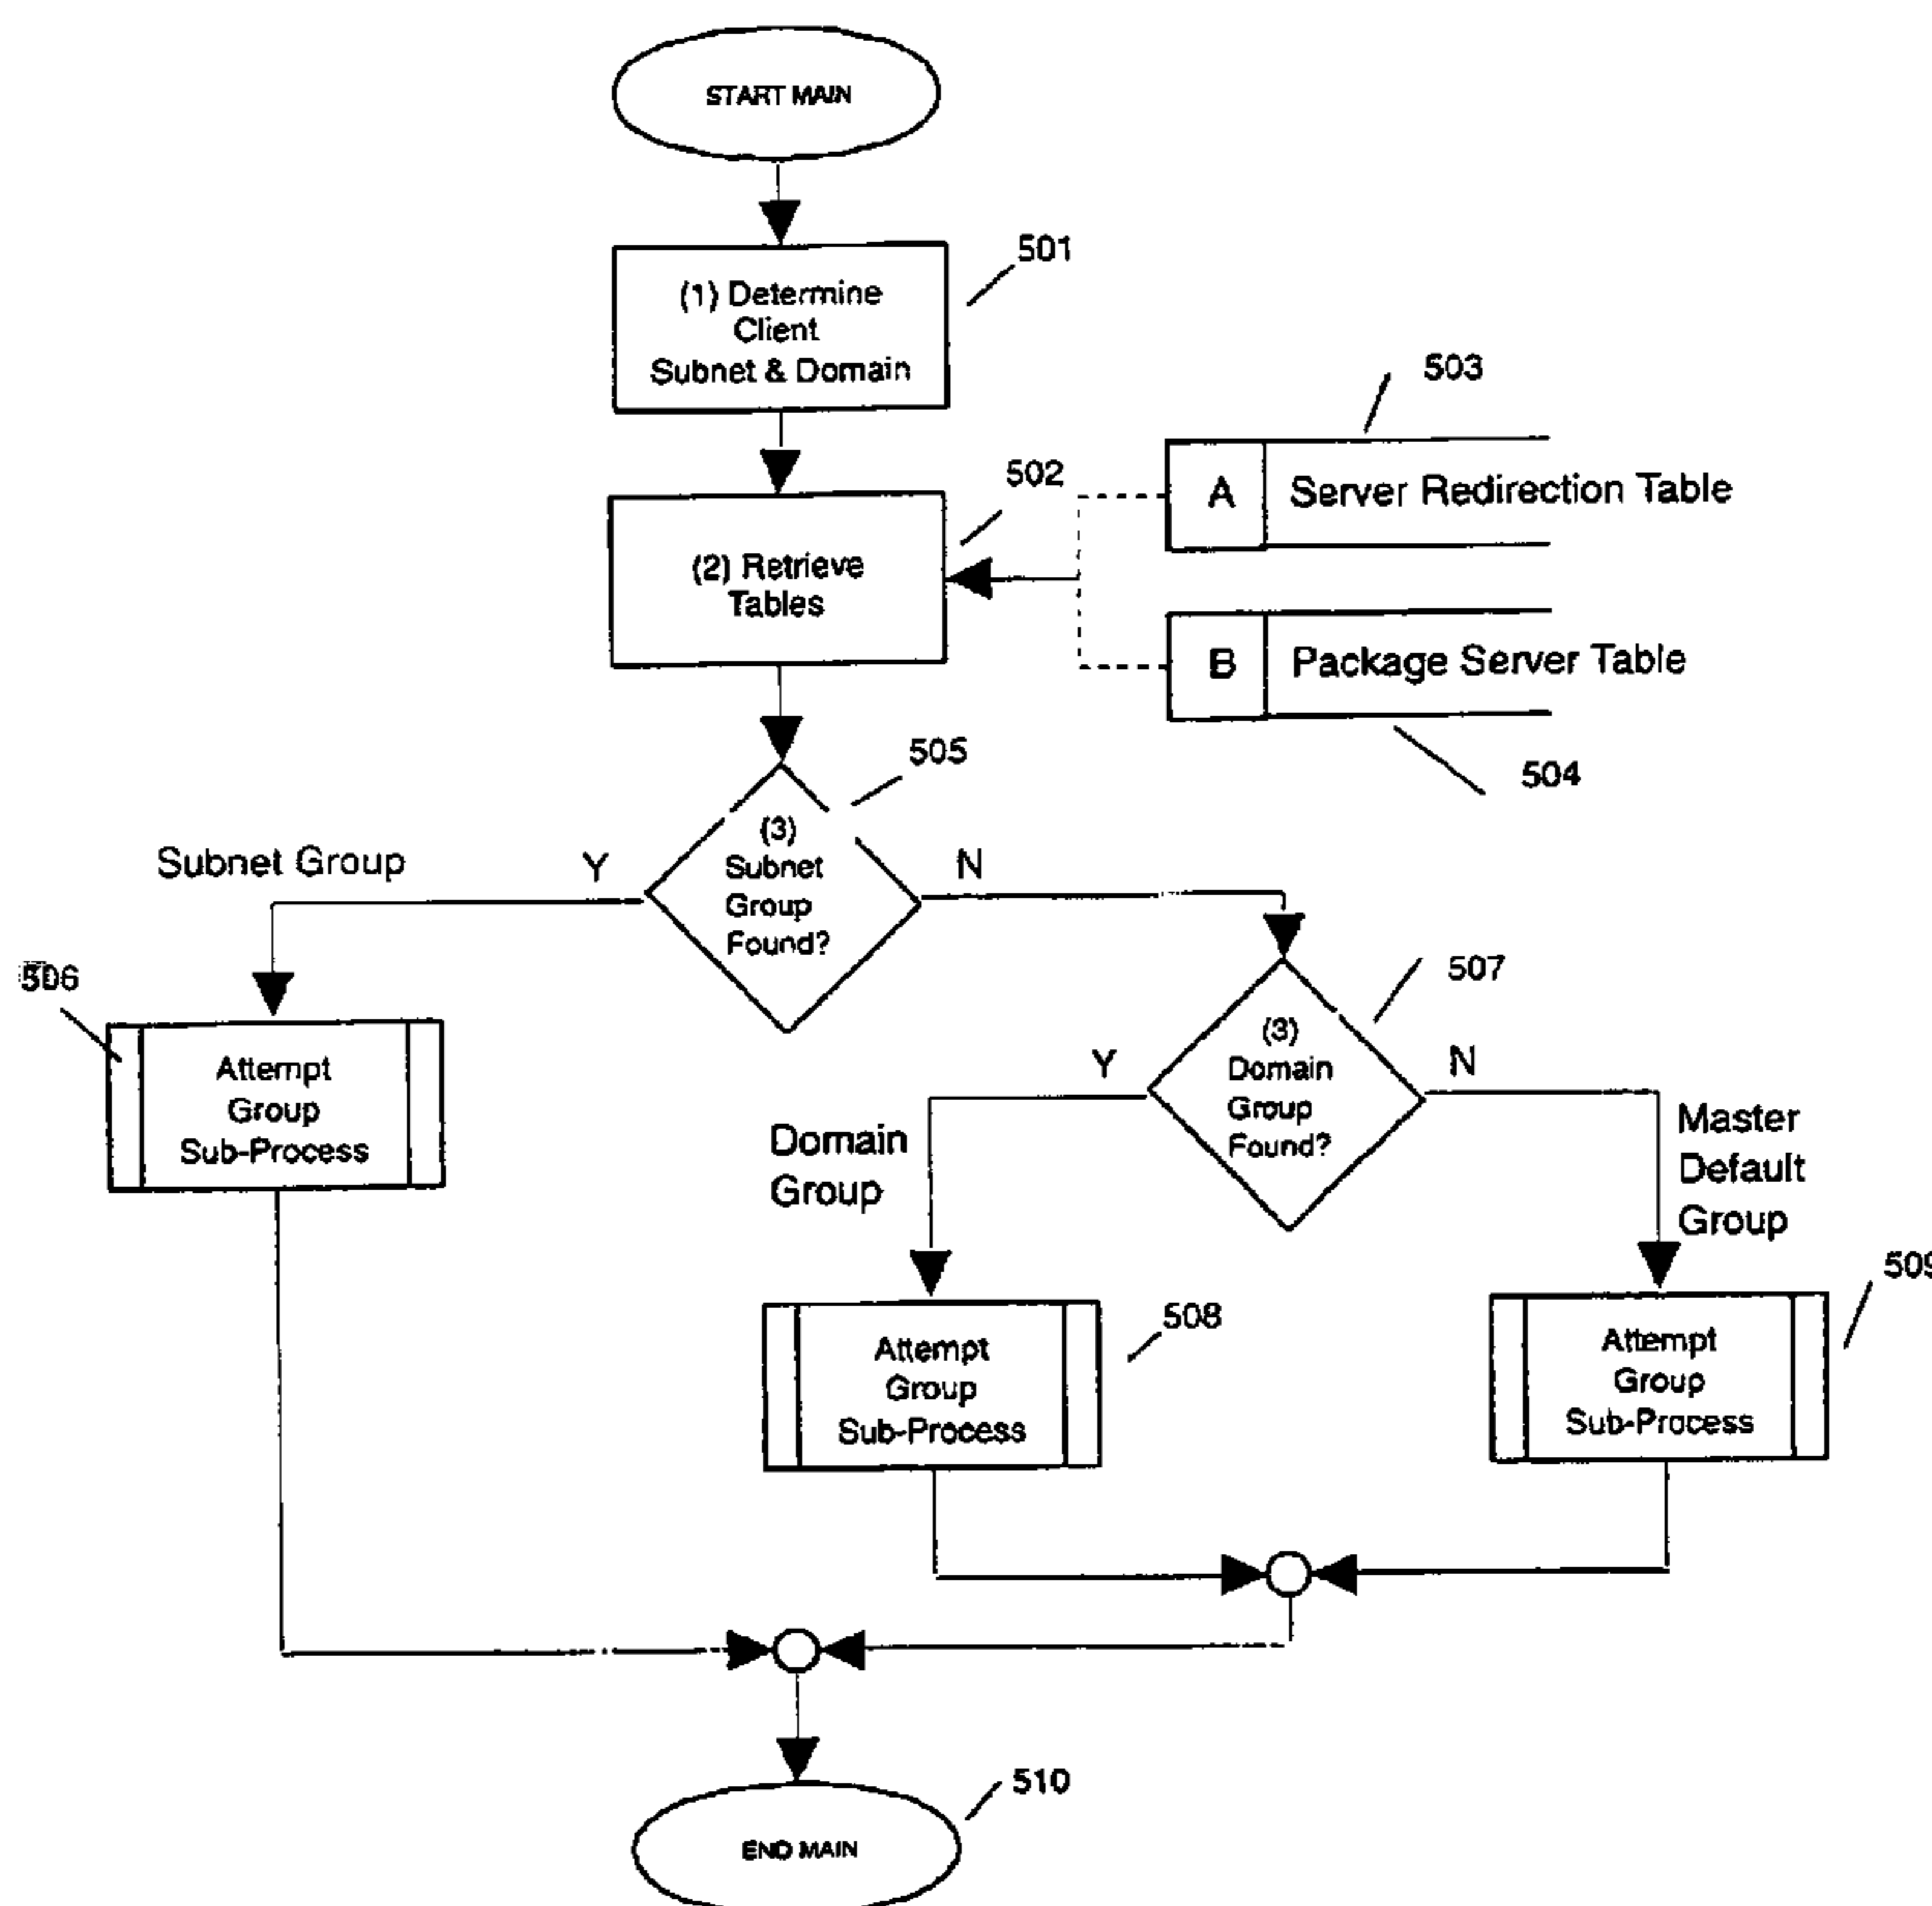 START MAIN
501
(1) Determine
Client
Subnet & Domain
503
502
A
Server Redirection Table
(2) Retrieve
Tables
B
Package Server Table
504
505
(3)
Subnet
Group
Found?
Subnet Group
Y
N
506
507
Attempt
Group
Sub-Process
(3)
Domain
Group
Found?
Y
N
Domain
Group
Master
Default
Group
509
508
Attempt
Group
Sub-Process
Attempt
Group
Sub-Process
510
END MAIN